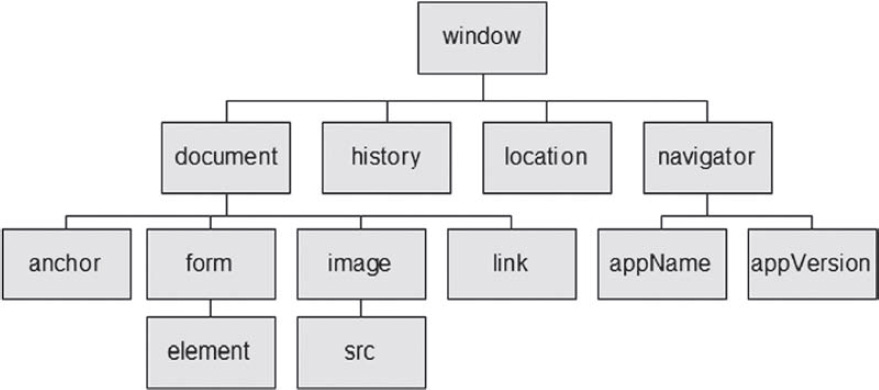 window
document
history
location
navigator
anchor
form
image
link
appName
appVersion
element
src